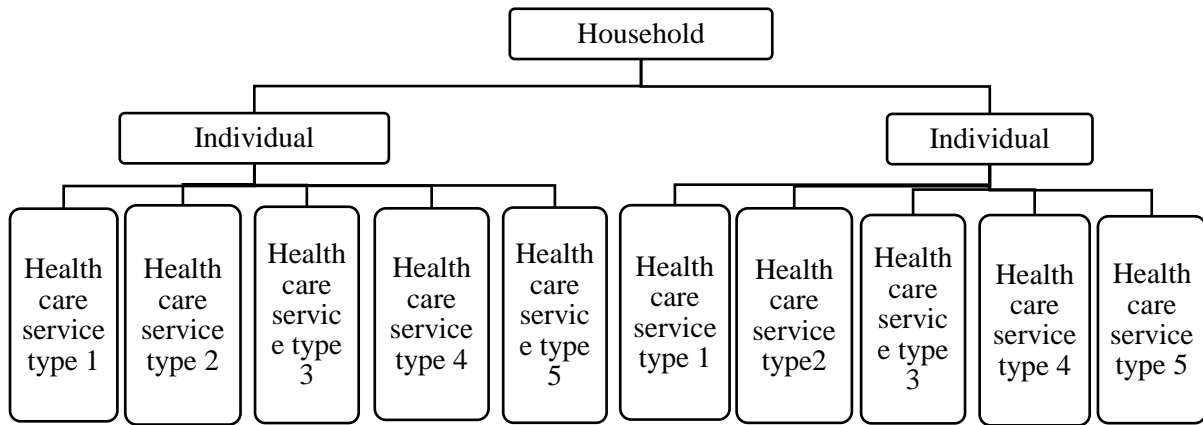 Household
Individual
Individual
Health
care
service
type 1
Health
care
service
type 2
Health
care
servic
e type
3
Health
care
service
type 4
Health
care
servic
e type
5
Health
care
service
type 1
Health
care
service
type2
Health
care
servic
e type
3
Health
care
service
type 4
Health
care
service
type 5